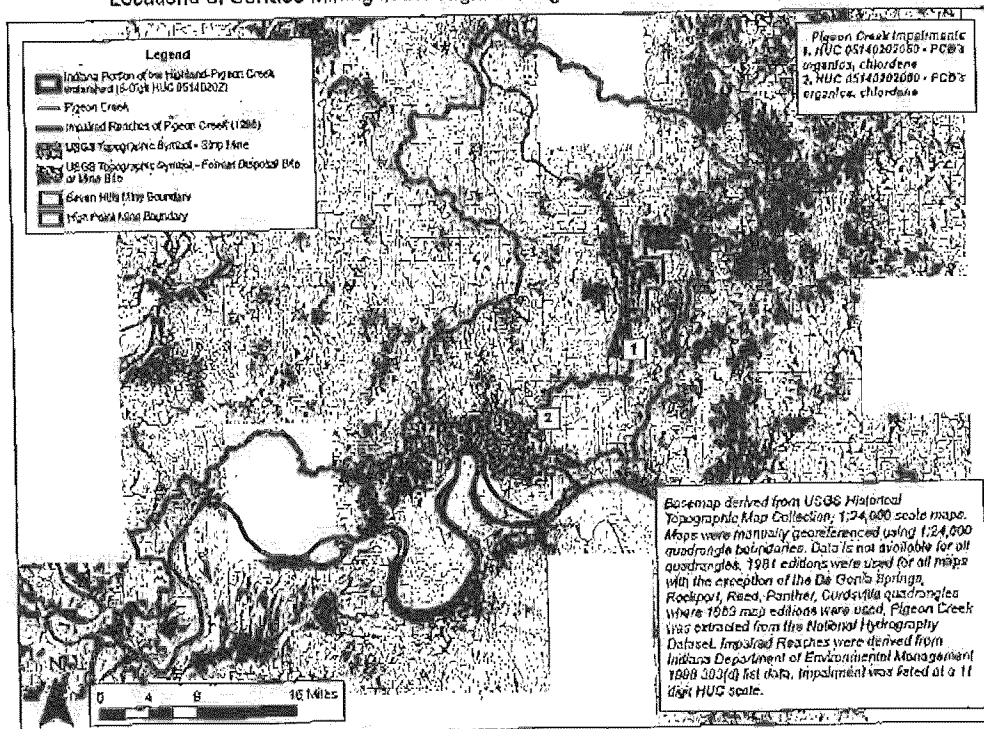 Locations of Surface Mining
Legend
Indiana Portion of the Highland-Pigeon Creek
watershed (8-Digit HUC 05140202)
Pigeon Creek
Impaired Reaches of Pigeon Creek (1998)
USGS Topographic Symbol - Strip Mine
USGS Topographic Symbol - Former Disposal Site
or Mine Site
Seven Hills Mine Boundary
High Point Mine Boundary
Pigeon Creek Impairments
1. HUC 05140202050 - PCB's
organics, chlordene
2. HUC 05140202060 - PCB's
organics, chlordene
1
2
Basemap derived from USGS Historical
Topographic Map Collection, 1:24,000 scale maps.
Maps were manually georeferenced using 1:24,000
quadrangle boundaries. Data is not available for all
quadrangles. 1981 editions were used for all maps
with the exception of the De Gonia Springs,
Rockport, Reed, Panther, Curdsville quadrangles
where 1963 map editions were used. Pigeon Creek
was extracted from the National Hydrography
Dataset. Impaired Reaches were derived from
Indiana Department of Environmental Management
1998 303(d) list data. Impairment was listed at a 11
digit HUC scale.
N
0 4 8 16 Miles